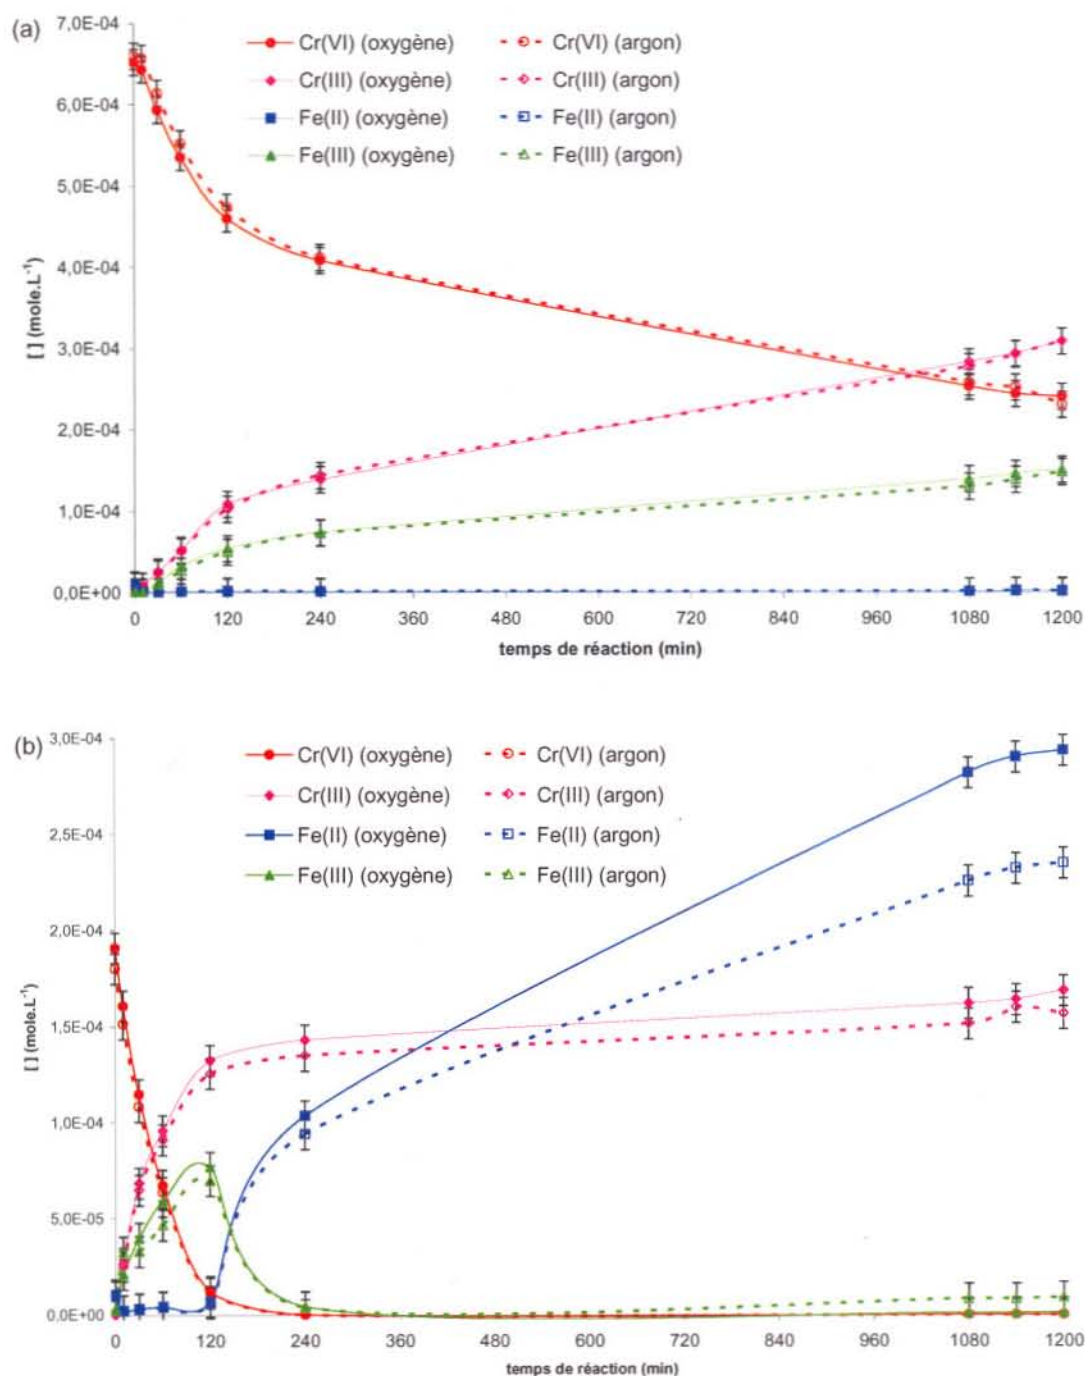 (a)
7,0E-04
6,0E-04
5,0E-04
4,0E-04
3,0E-04
2,0E-04
1,0E-04
0,0E+00
[ ] (mole.L⁻¹)
Cr(VI) (oxygène) Cr(VI) (argon)
Cr(III) (oxygène) Cr(III) (argon)
Fe(II) (oxygène) Fe(II) (argon)
Fe(III) (oxygène) Fe(III) (argon)
0 120 240 360 480 600 720 840 960 1080 1200
temps de réaction (min)
(b)
3,0E-04
2,5E-04
2,0E-04
1,5E-04
1,0E-04
5,0E-05
0,0E+00
[ ] (mole.L⁻¹)
Cr(VI) (oxygène) Cr(VI) (argon)
Cr(III) (oxygène) Cr(III) (argon)
Fe(II) (oxygène) Fe(II) (argon)
Fe(III) (oxygène) Fe(III) (argon)
0 120 240 360 480 600 720 840 960 1080 1200
temps de réaction (min)